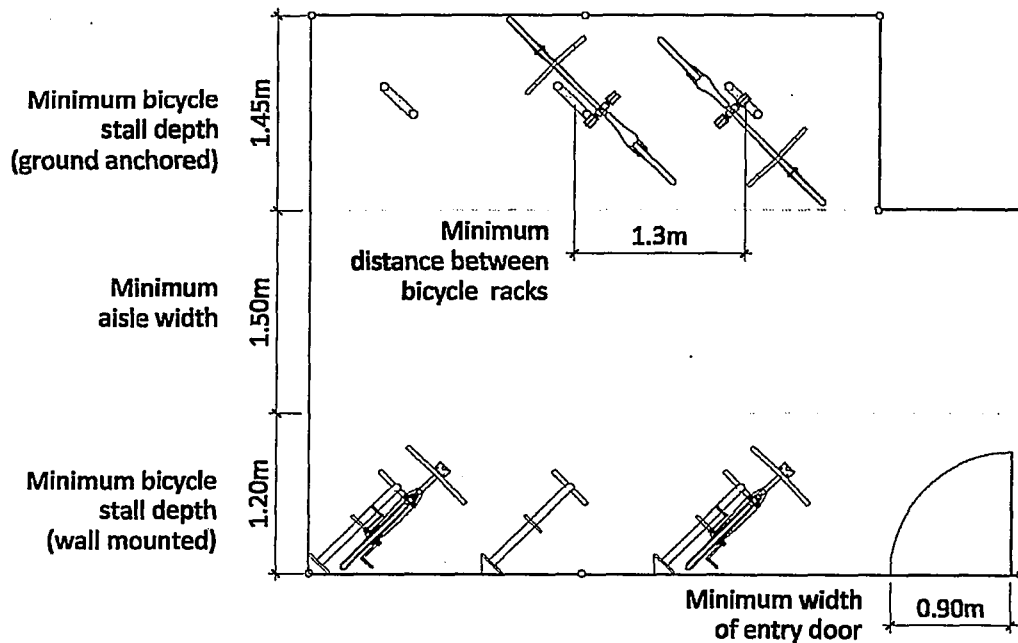 Minimum bicycle
stall depth
(ground anchored)
1.45m
Minimum
distance between
bicycle racks
1.3m
Minimum
aisle width
1.50m
Minimum bicycle
stall depth
(wall mounted)
1.20m
Minimum width
of entry door
0.90m